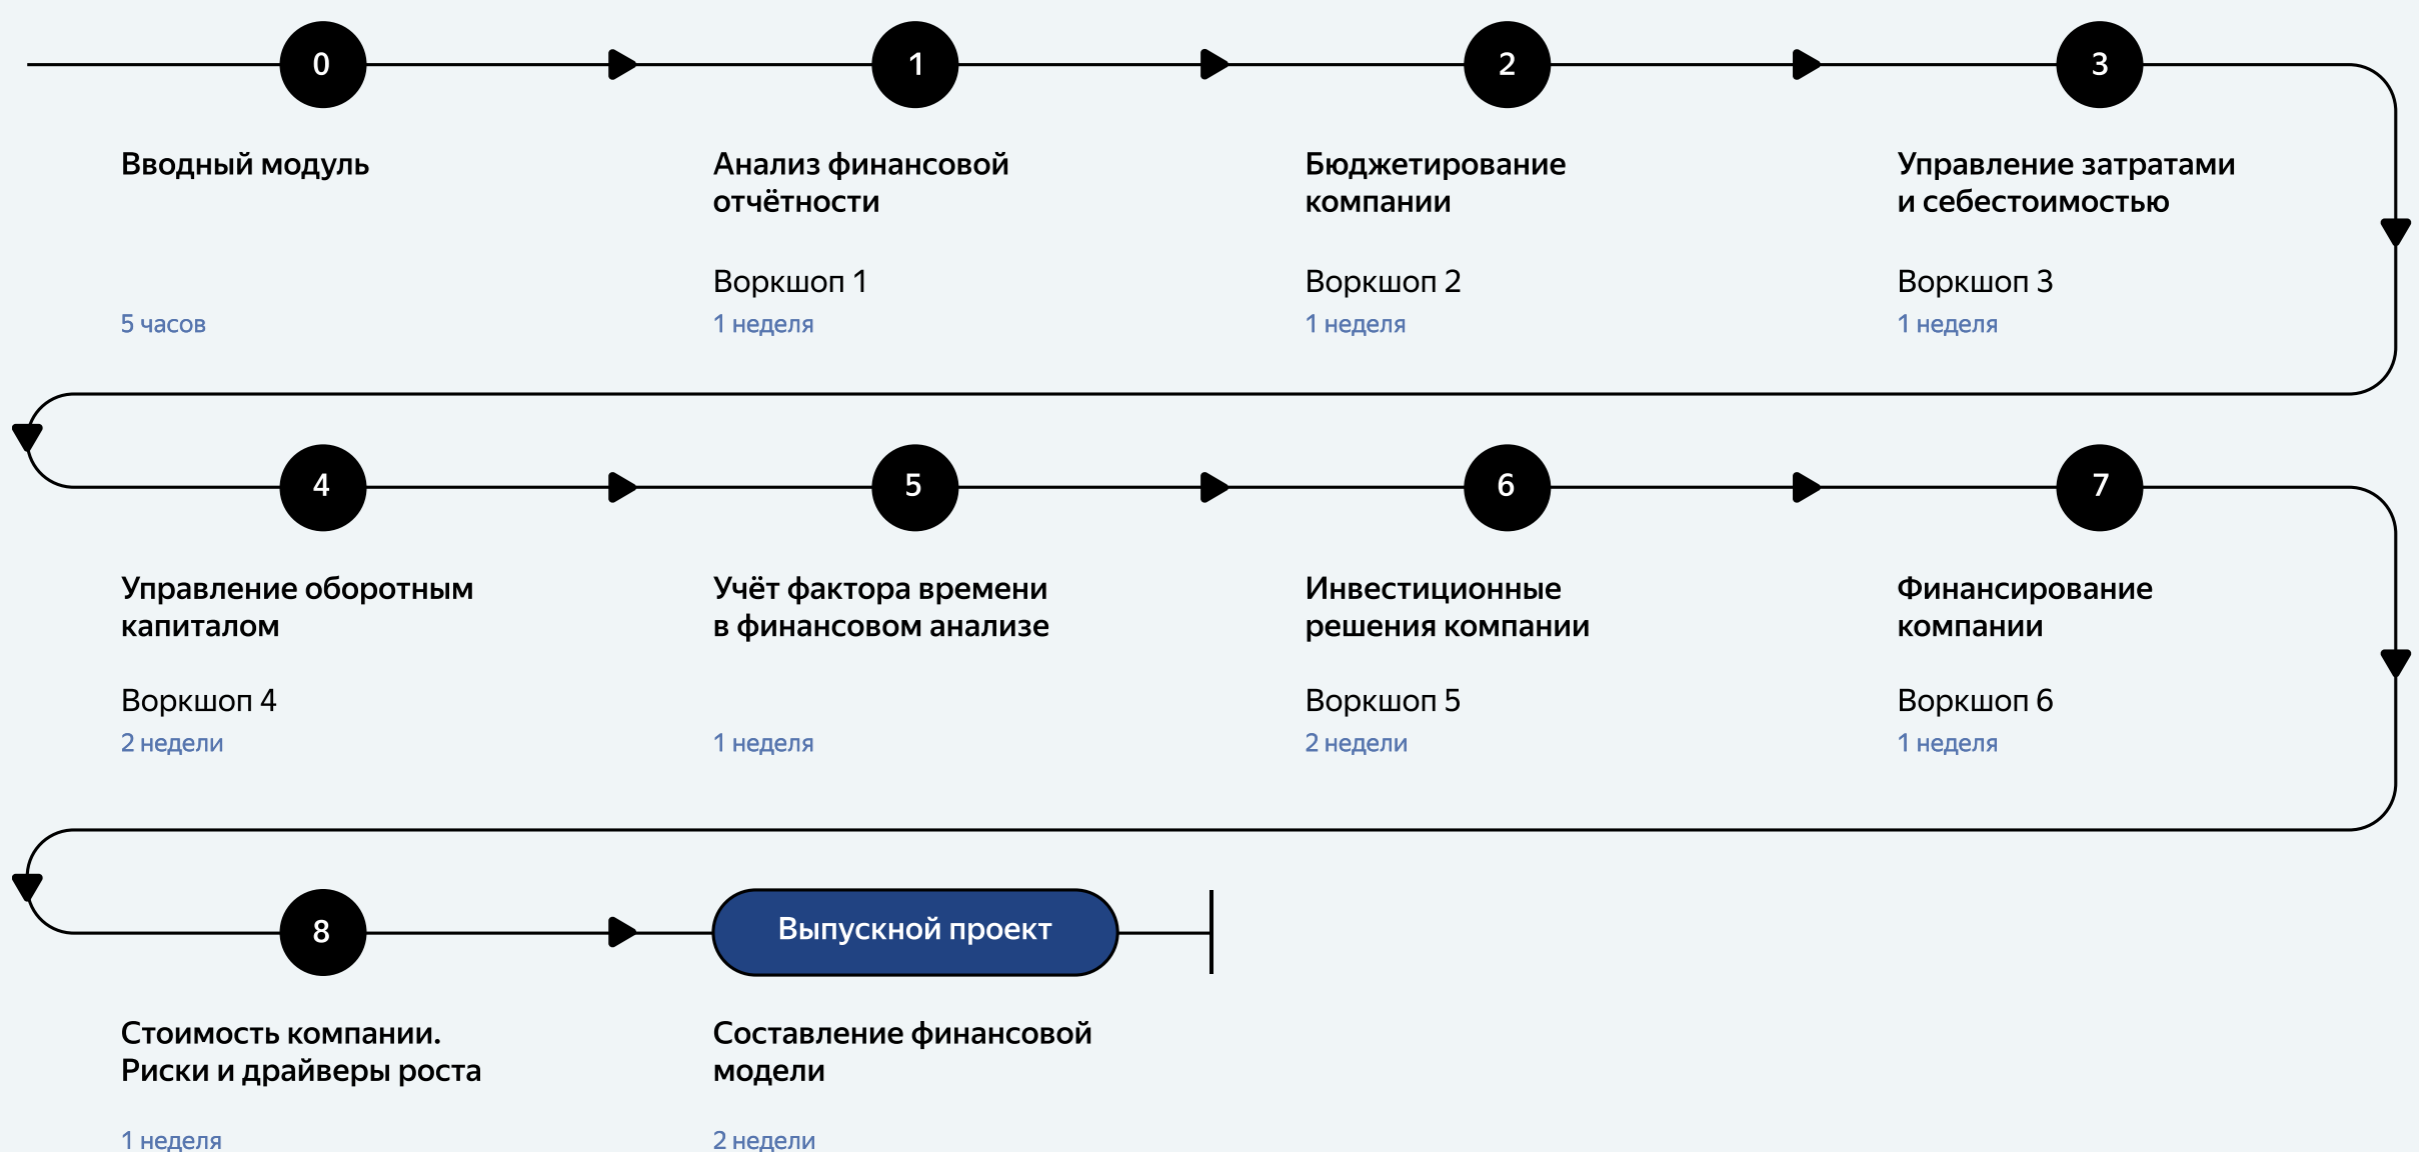 0
1
2
3
Вводный модуль
5 часов
Анализ финансовой
отчётности
Воркшоп 1
1 неделя
Бюджетирование
компании
Воркшоп 2
1 неделя
Управление затратами
и себестоимостью
Воркшоп 3
1 неделя
4
5
6
7
Управление оборотным
капиталом
Воркшоп 4
2 недели
Учёт фактора времени
в финансовом анализе
1 неделя
Инвестиционные
решения компании
Воркшоп 5
2 недели
Финансирование
компании
Воркшоп 6
1 неделя
8
Выпускной проект
Стоимость компании.
Риски и драйверы роста
1 неделя
Составление финансовой
модели
2 недели